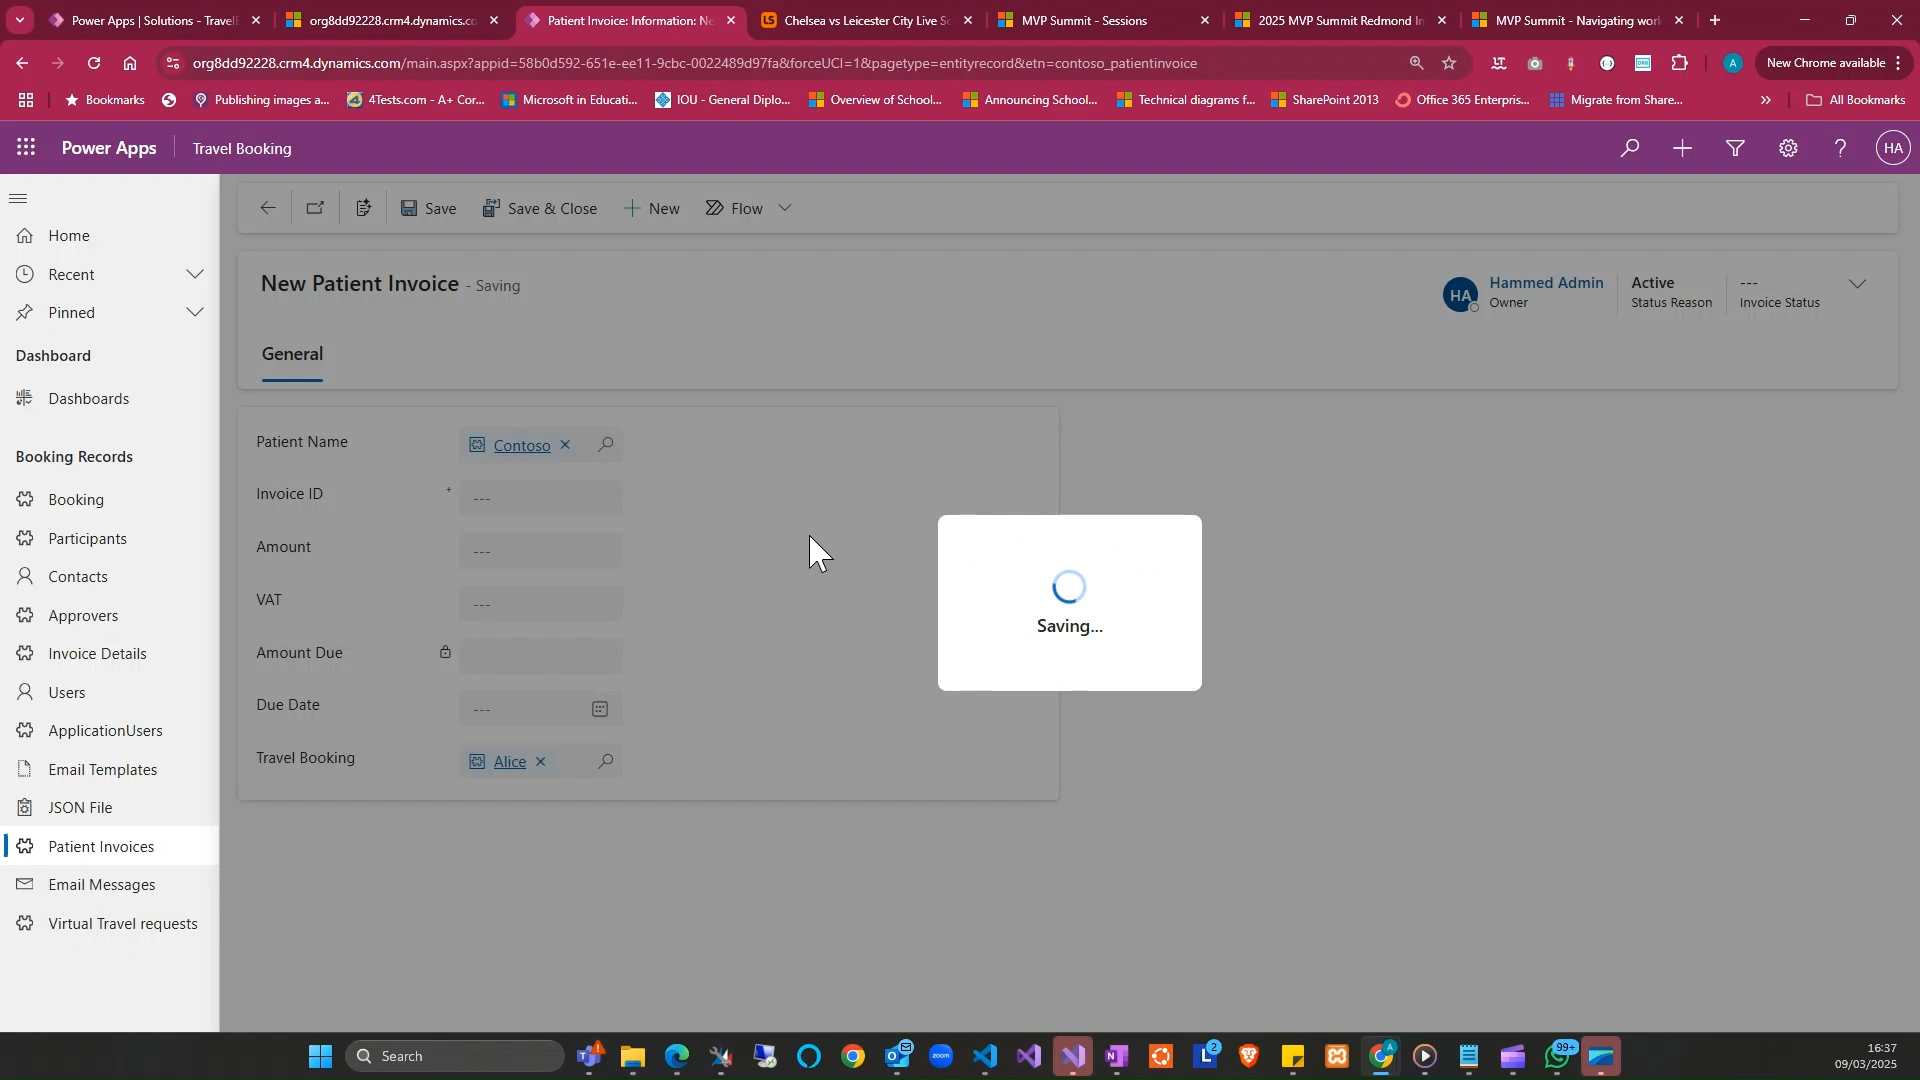 Power Apps | Solutions - TravelB
org8dd92228.crm4.dynamics.co
Patient Invoice: Information: Ne
LS
Chelsea vs Leicester City Live Sc
MVP Summit - Sessions
2025 MVP Summit Redmond In
MVP Summit - Navigating work
org8dd92228.crm4.dynamics.com/main.aspx?appid=58b0d592-651e-ee11-9cbc-0022489d97fa&forceUCI=1&pagetype=entityrecord&etn=contoso_patientinvoice
A
New Chrome available
Bookmarks
Publishing images a...
4Tests.com - A+ Cor...
Microsoft in Educati...
IOU - General Diplo...
Overview of School...
Announcing School...
Technical diagrams f...
SharePoint 2013
Office 365 Enterpris...
Migrate from Share...
All Bookmarks
Power Apps
Travel Booking
HA
Save
Save & Close
New
Flow
Home
Recent
Pinned
Dashboard
Dashboards
Booking Records
Booking
Participants
Contacts
Approvers
Invoice Details
Users
ApplicationUsers
Email Templates
JSON File
Patient Invoices
Email Messages
Virtual Travel requests
New Patient Invoice - Saving
HA
Hammed Admin
Owner
Active
Status Reason
---
Invoice Status
General
Patient Name
Contoso
Invoice ID
+
---
Amount
---
VAT
---
Amount Due
Due Date
---
Travel Booking
Alice
Saving...
Search
zoom
2
A
99+
16:37
09/03/2025